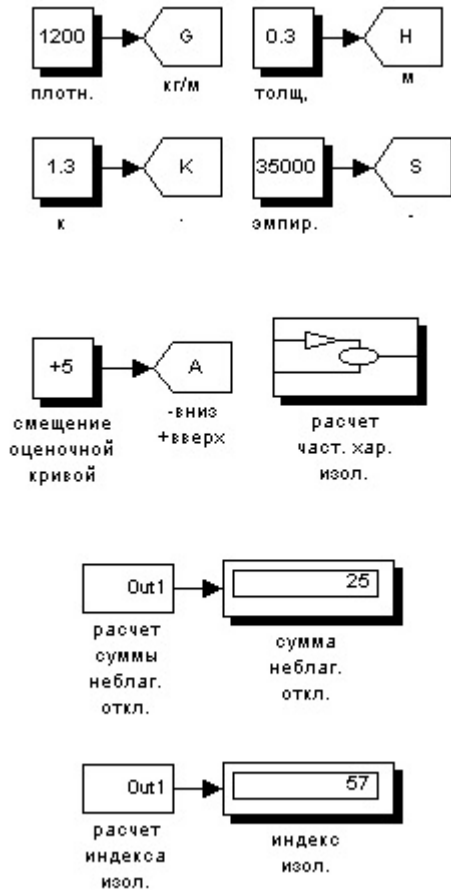 1200 G 0.3 H
плотн. кг/м толщ, м
1.3 K 35000 S
к . эмпир. -
+5 A
смещение
оценочной
кривой
-вниз
+вверх
расчет
част. хар.
изол.
Out1 25
расчет
суммы
неблаг.
откл.
сумма
неблаг.
откл.
Out1 57
расчет
индекса
изол.
индекс
изол.